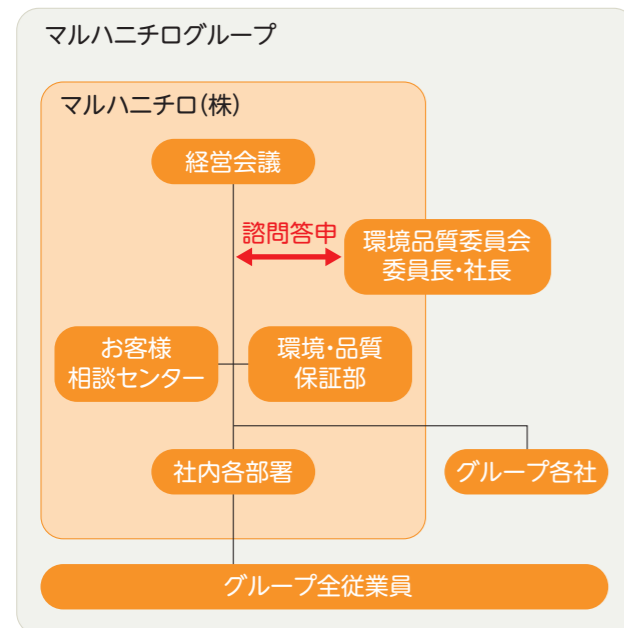 マルハニチログループ
マルハニチロ(株)
経営会議
諮問答申
環境品質委員会
委員長・社長
お客様
相談センター
環境・品質
保証部
社内各部署
グループ各社
グループ全従業員